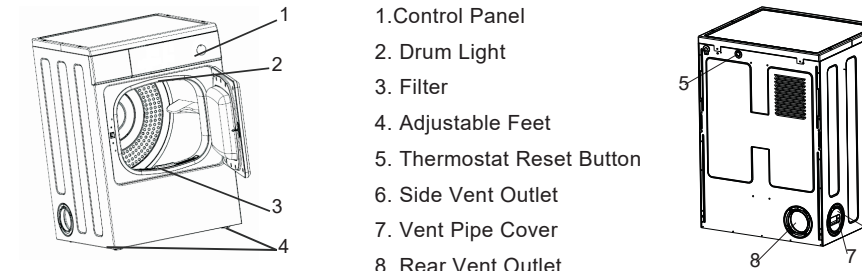 1
2
3
4
1.Control Panel
2. Drum Light
3. Filter
4. Adjustable Feet
5. Thermostat Reset Button
6. Side Vent Outlet
7. Vent Pipe Cover
8. Rear Vent Outlet
5
8
7